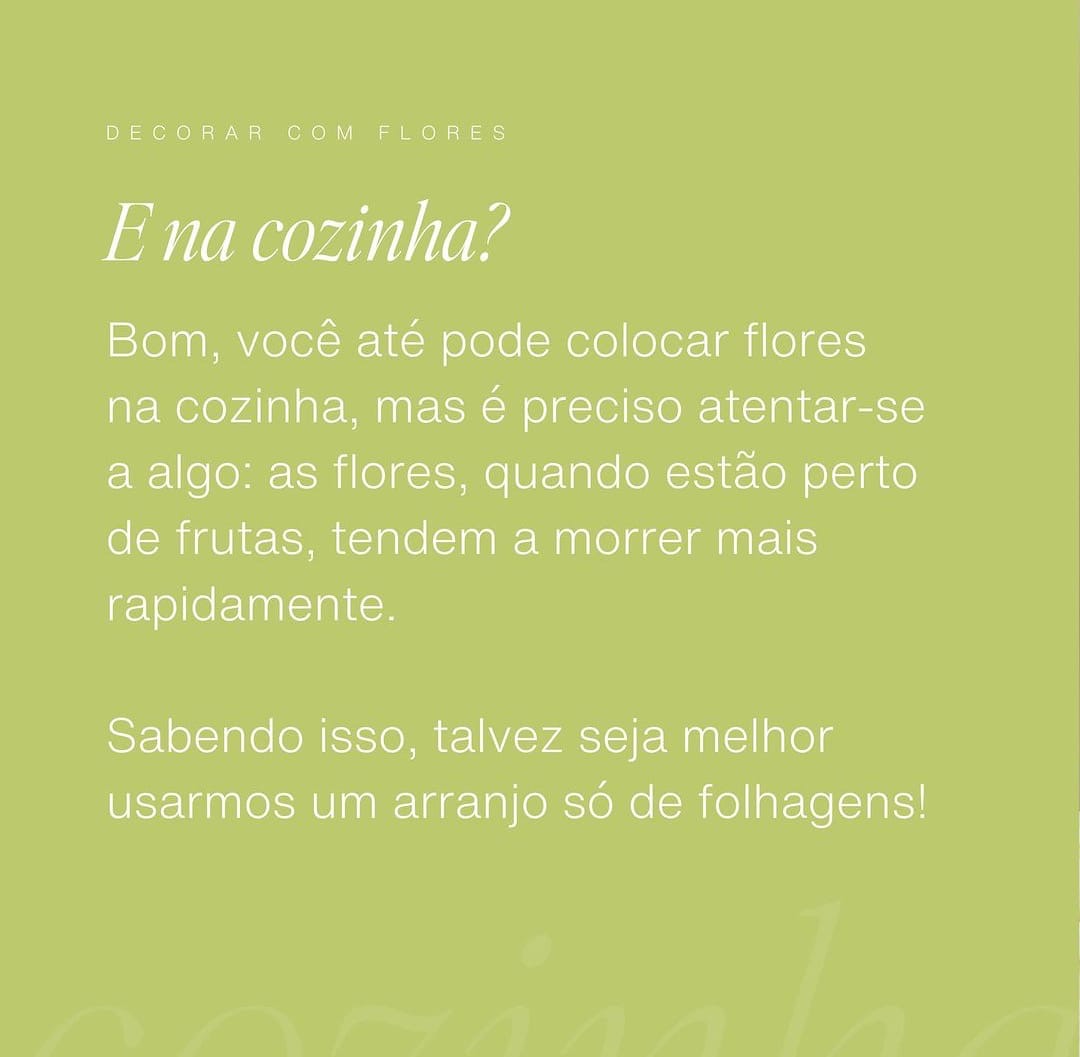 DECORAR COM FLORES
E na cozinha?
Bom, você até pode colocar flores
na cozinha, mas é preciso atentar-se
a algo: as flores, quando estão perto
de frutas, tendem a morrer mais
rapidamente.
Sabendo isso, talvez seja melhor
usarmos um arranjo só de folhagens!
cozinha